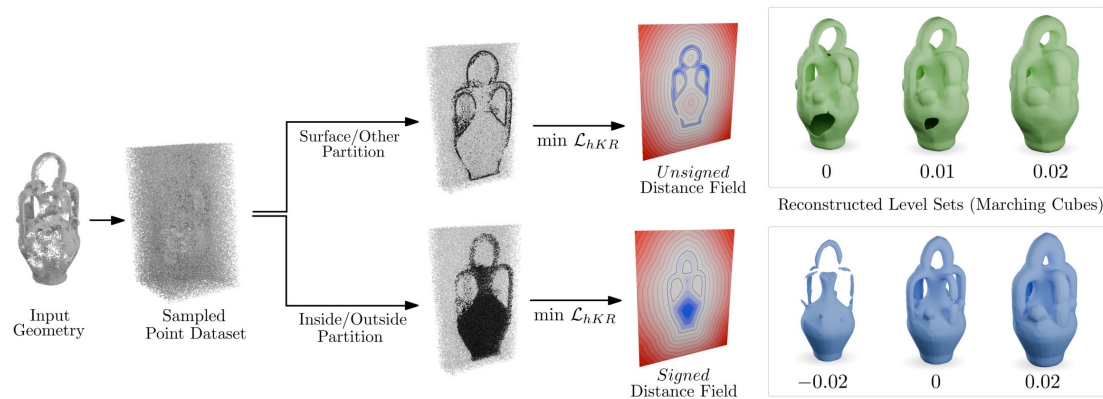 Input
Geometry
Sampled
Point Dataset
Surface/Other
Partition
Inside/Outside
Partition
min ℒhKR
min ℒhKR
Unsigned
Distance Field
Signed
Distance Field
0 0.01 0.02
Reconstructed Level Sets (Marching Cubes)
−0.02 0 0.02